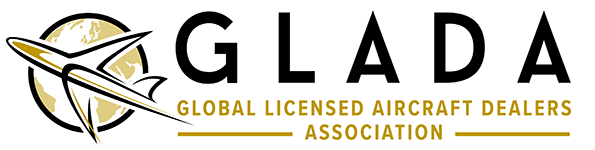 GLADA
GLOBAL LICENSED AIRCRAFT DEALERS
ASSOCIATION